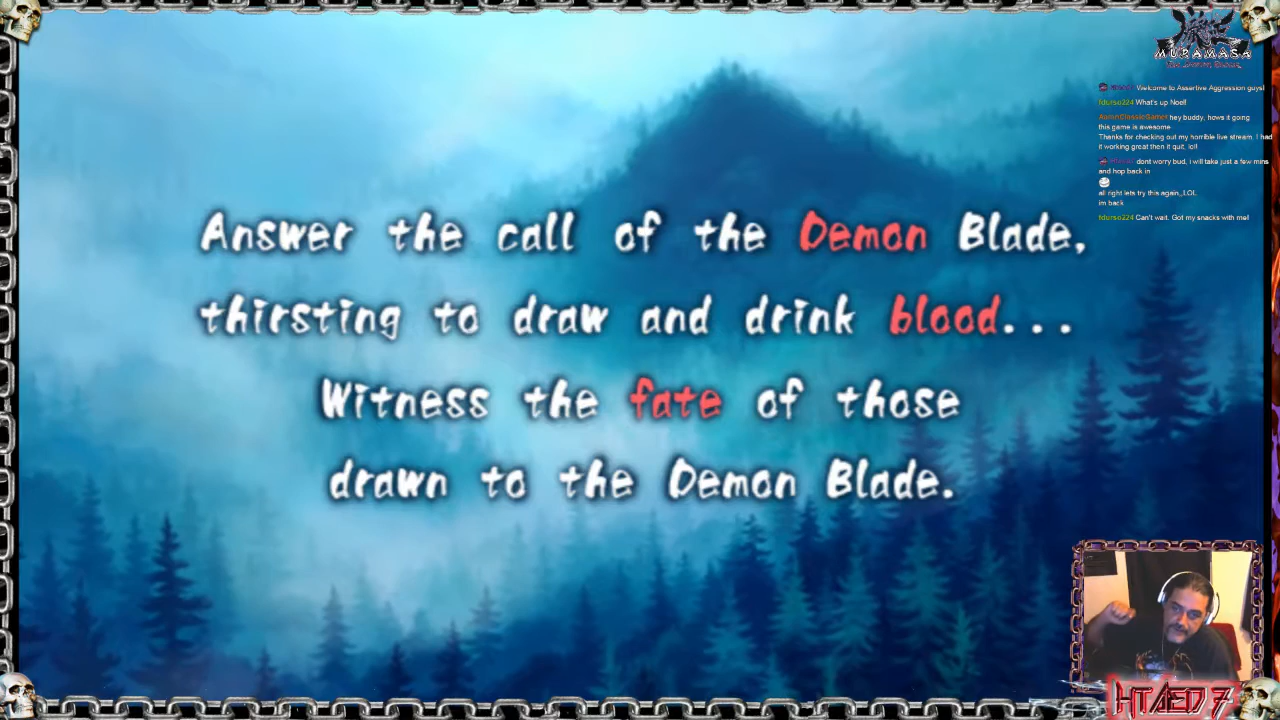 MURAMASA
Welcome to Assertive Aggression guys!
fdurso224 What's up Noel!
hey buddy, hows it going
this game is awesome
Thanks for checking out my horrible live stream. I had
it working great then it quit, lol!
dont worry bud, i will take just a few mins
and hop back in
all right lets try this again,,LOL
im back
fdurso224 Can't wait. Got my snacks with me!
Answer the call of the Demon Blade,
thirsting to draw and drink blood...
Witness the fate of those
drawn to the Demon Blade.
HTAED 7